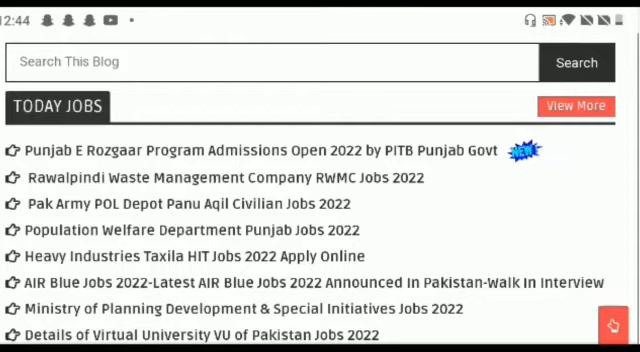 12:44
Search This Blog
Search
TODAY JOBS
View More
Punjab E Rozgaar Program Admissions Open 2022 by PITB Punjab Govt NEW
Rawalpindi Waste Management Company RWMC Jobs 2022
Pak Army POL Depot Panu Aqil Civilian Jobs 2022
Population Welfare Department Punjab Jobs 2022
Heavy Industries Taxila HIT Jobs 2022 Apply Online
AIR Blue Jobs 2022-Latest AIR Blue Jobs 2022 Announced In Pakistan-Walk In Interview
Ministry of Planning Development & Special Initiatives Jobs 2022
Details of Virtual University VU of Pakistan Jobs 2022